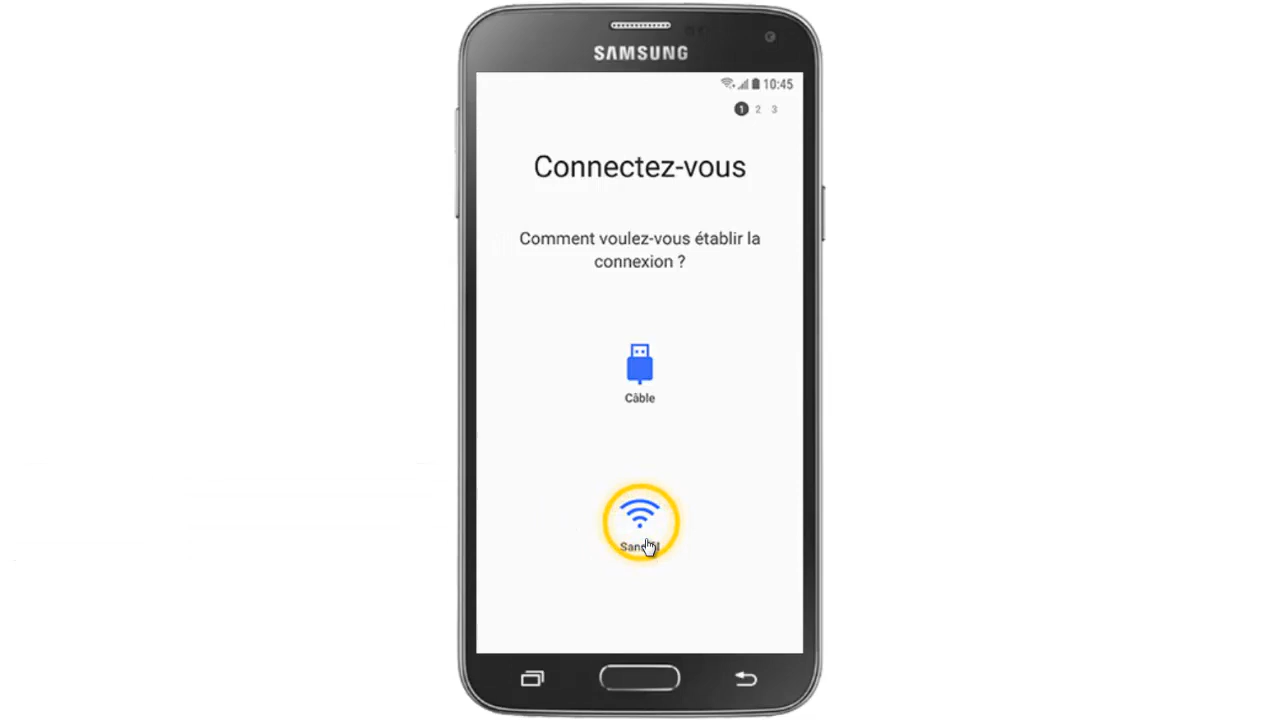 SAMSUNG
10:45
1 2 3
Connectez-vous
Comment voulez-vous établir la
connexion ?
Câble